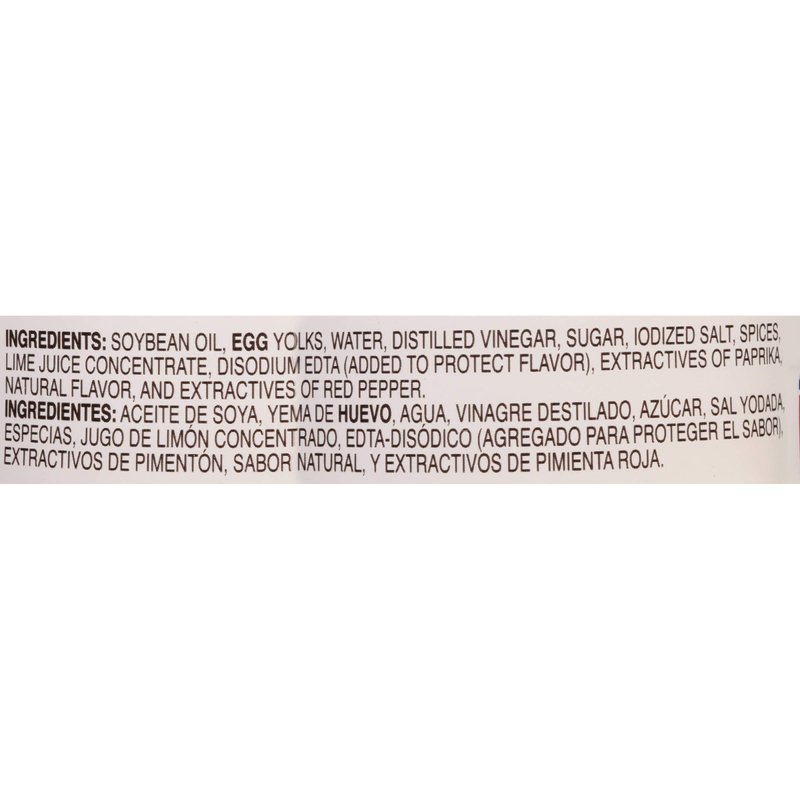 INGREDIENTS: SOYBEAN OIL, EGG YOLKS, WATER, DISTILLED VINEGAR, SUGAR, IODIZED SALT, SPICES,
LIME JUICE CONCENTRATE, DISODIUM EDTA (ADDED TO PROTECT FLAVOR), EXTRACTIVES OF PAPRIKA,
NATURAL FLAVOR, AND EXTRACTIVES OF RED PEPPER.
INGREDIENTES: ACEITE DE SOYA, YEMA DE HUEVO, AGUA, VINAGRE DESTILADO, AZÚCAR, SAL YODADA,
ESPECIAS, JUGO DE LIMÓN CONCENTRADO, EDTA-DISÓDICO (AGREGADO PARA PROTEGER EL SABOR),
EXTRACTIVOS DE PIMENTÓN, SABOR NATURAL, Y EXTRACTIVOS DE PIMIENTA ROJA.